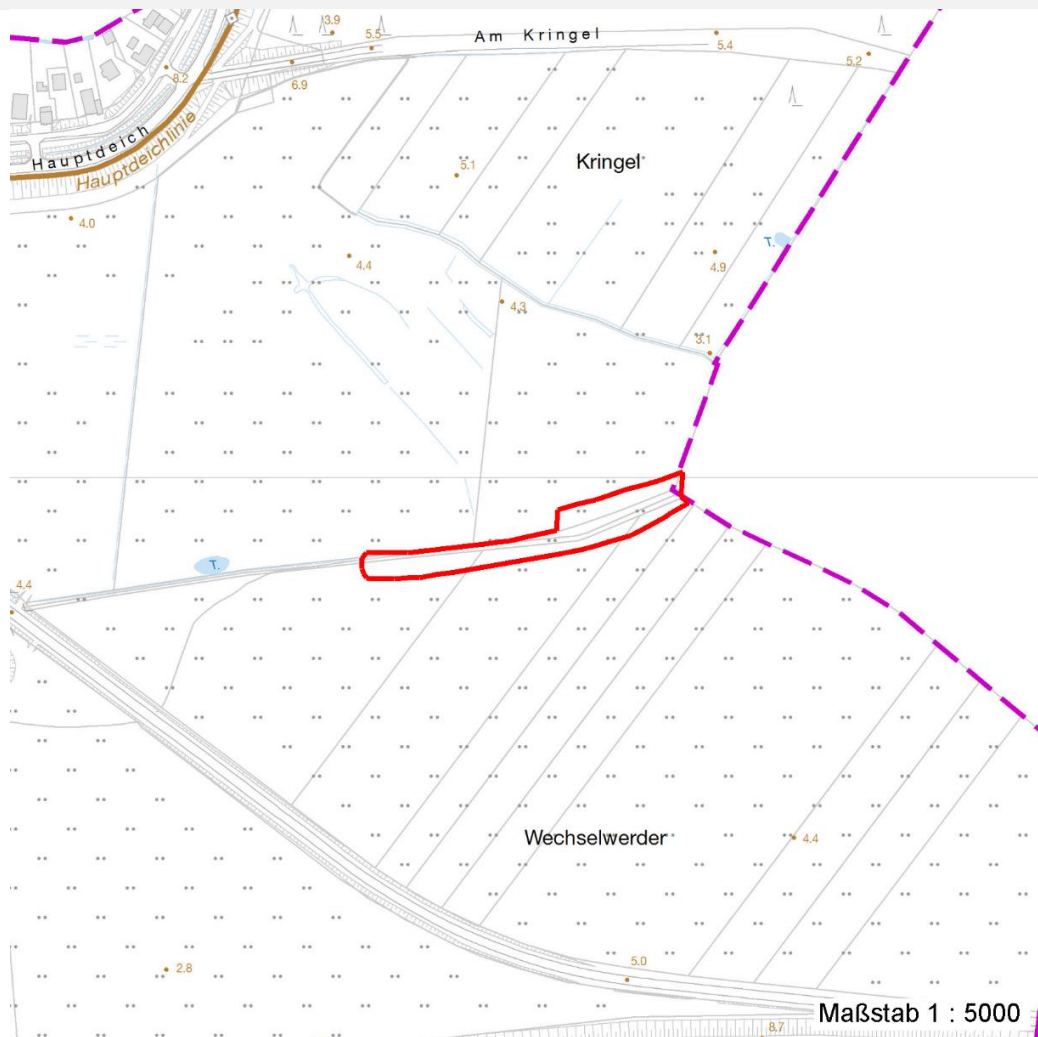 Am Kringel
3.9
5.5
5.4
5.2
8.2
6.9
Hauptdeich
Hauptdeichlinie
Kringel
5.1
4.0
4.4
T.
4.9
4.3
3.1
T.
4.4
Wechselwerder
4.4
2.8
5.0
Maßstab 1 : 5000
8.7